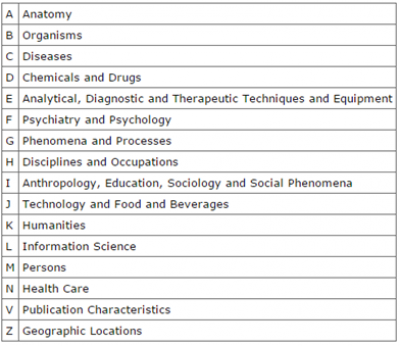 A Anatomy
B Organisms
C Diseases
D Chemicals and Drugs
E Analytical, Diagnostic and Therapeutic Techniques and Equipment
F Psychiatry and Psychology
G Phenomena and Processes
H Disciplines and Occupations
I Anthropology, Education, Sociology and Social Phenomena
J Technology and Food and Beverages
K Humanities
L Information Science
M Persons
N Health Care
V Publication Characteristics
Z Geographic Locations